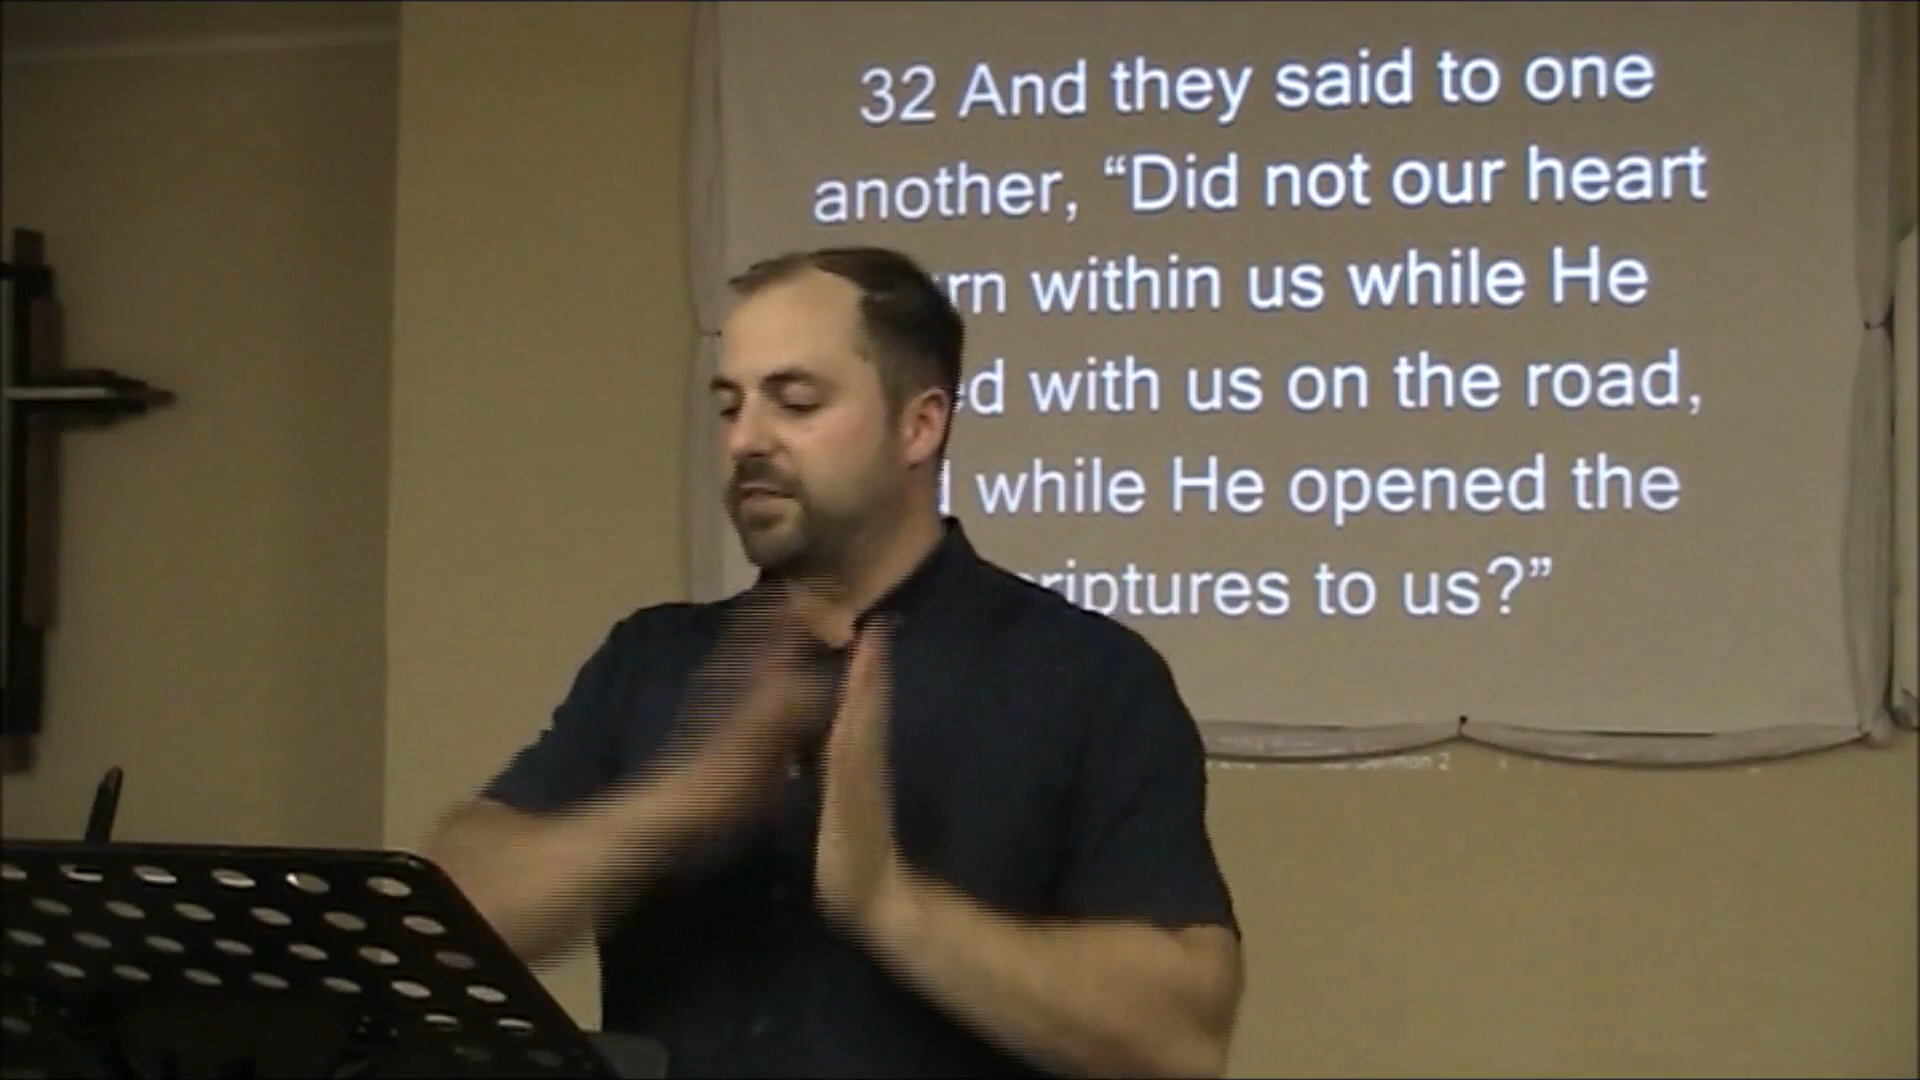 32 And they said to one
another, “Did not our heart
within us while He
with us on the road,
while He opened the
to us?”